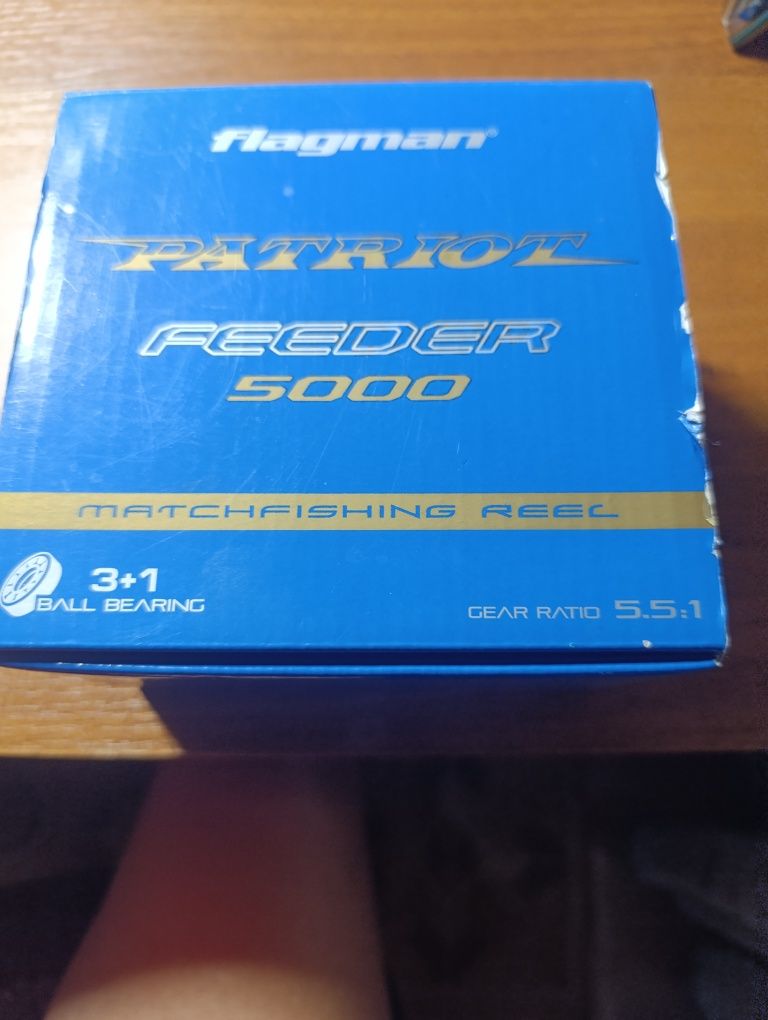 flagman®
PATRIOT
FEEDER
5000
MATCHFISHING REEL
3+1
BALL BEARING
GEAR RATIO 5.5:1